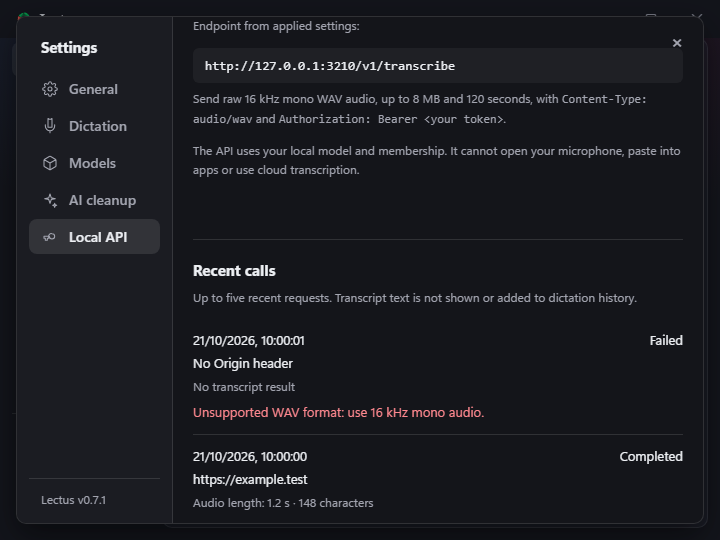 Settings
General
Dictation
Models
AI cleanup
Local API
Lectus v0.7.1
Endpoint from applied settings:
http://127.0.0.1:3210/v1/transcribe
Send raw 16 kHz mono WAV audio, up to 8 MB and 120 seconds, with Content-Type:
audio/wav and Authorization: Bearer <your token>.
The API uses your local model and membership. It cannot open your microphone, paste into
apps or use cloud transcription.
Recent calls
Up to five recent requests. Transcript text is not shown or added to dictation history.
21/10/2026, 10:00:01 Failed
No Origin header
No transcript result
Unsupported WAV format: use 16 kHz mono audio.
21/10/2026, 10:00:00 Completed
https://example.test
Audio length: 1.2 s · 148 characters